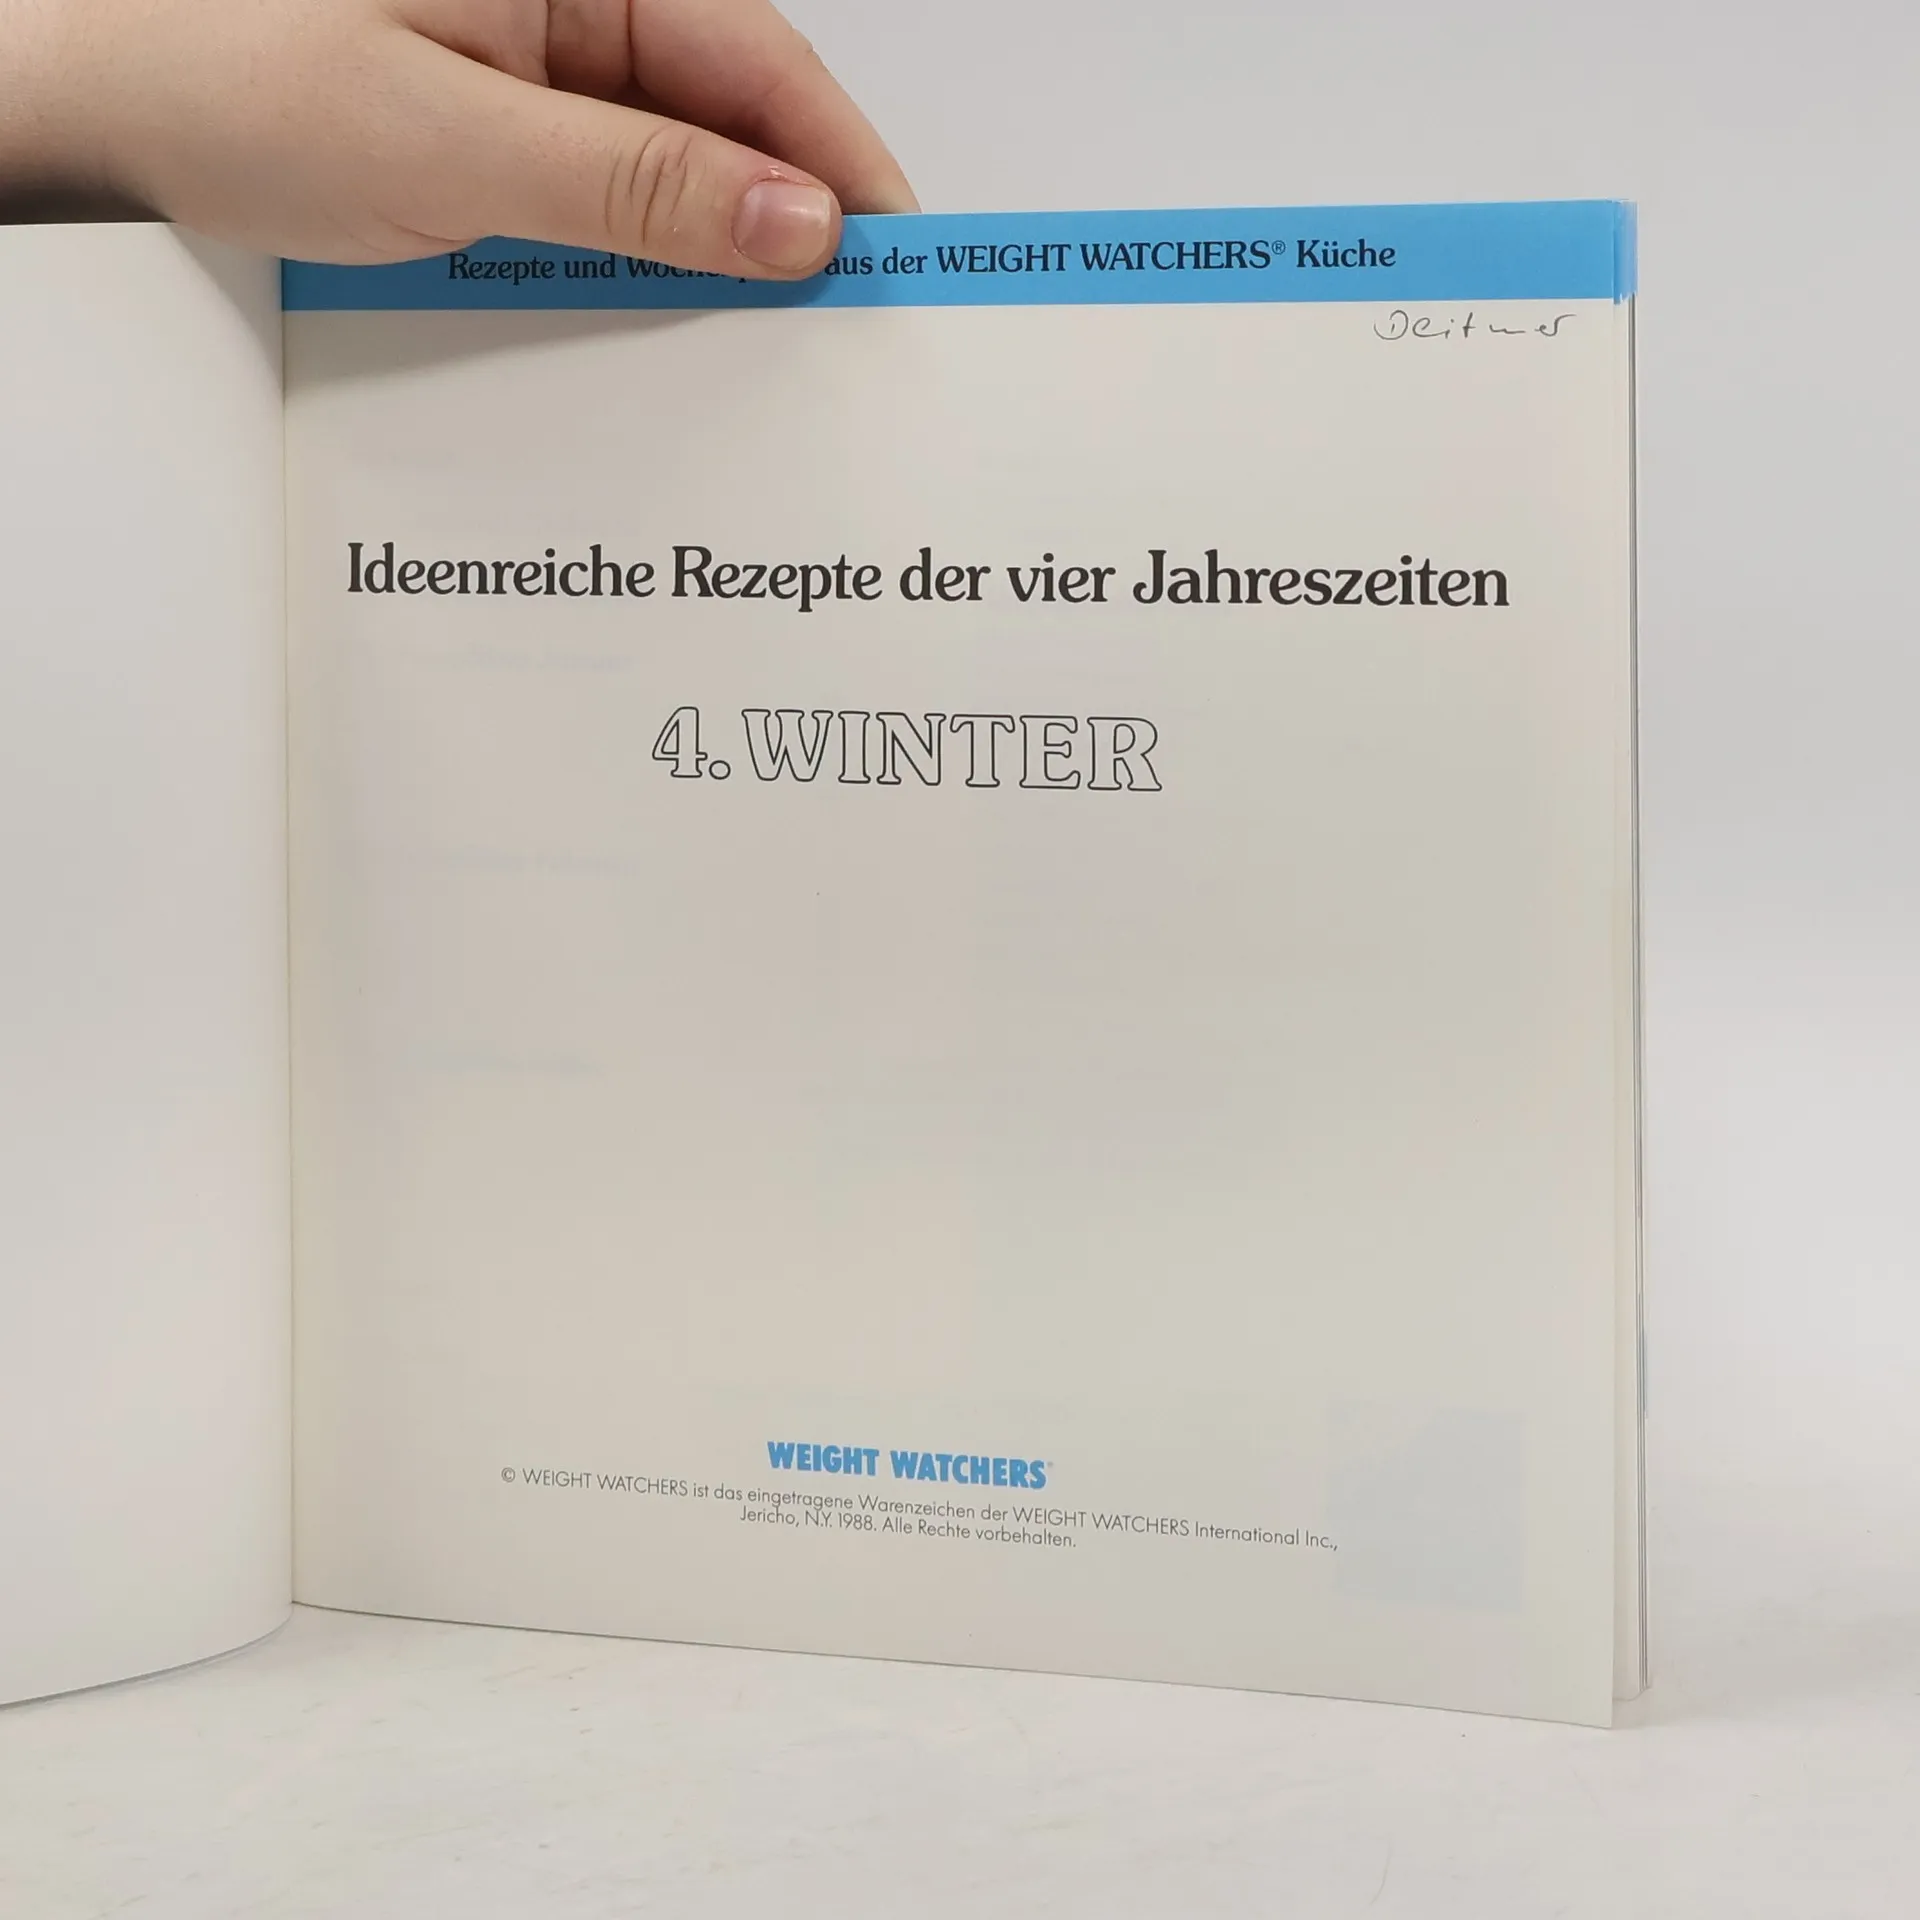 Rezepte und aus der WEIGHT WATCHERS® Küche
Deitmer
Ideenreiche Rezepte der vier Jahreszeiten
4. WINTER
WEIGHT WATCHERS®
© WEIGHT WATCHERS ist das eingetragene Warenzeichen der WEIGHT WATCHERS International Inc.,
Jericho, N.Y. 1988. Alle Rechte vorbehalten.